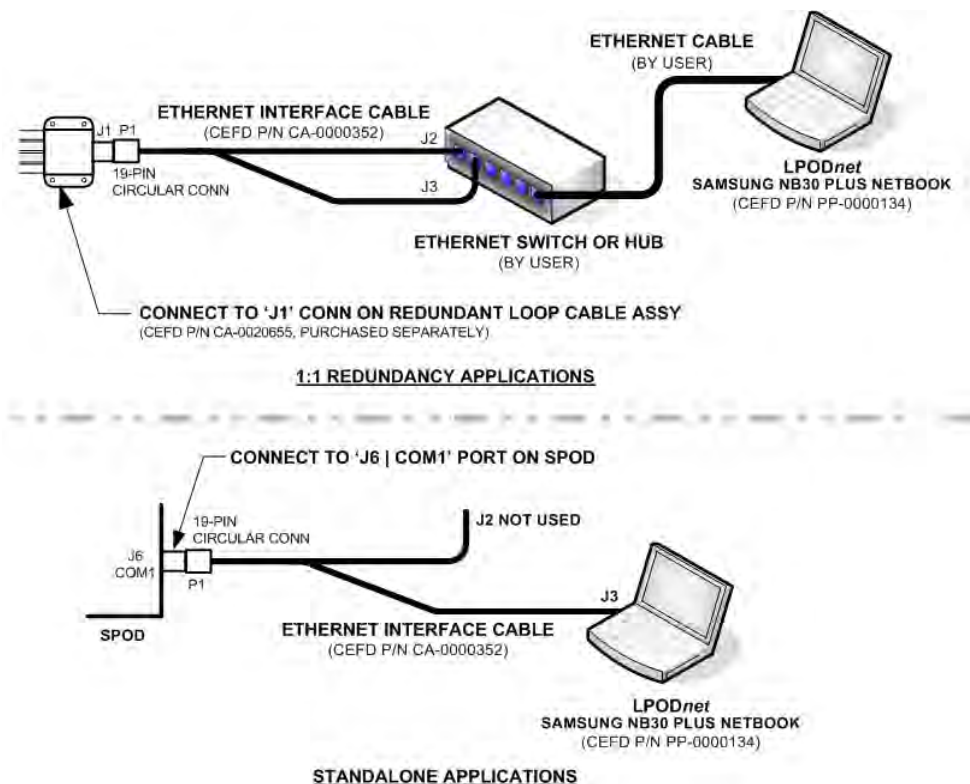 ETHERNET CABLE
(BY USER)
ETHERNET INTERFACE CABLE
(CEFD P/N CA-0000352)
J1 P1
J2
19-PIN
CIRCULAR CONN
J3
LPODnet
SAMSUNG NB30 PLUS NETBOOK
(CEFD P/N PP-0000134)
ETHERNET SWITCH OR HUB
(BY USER)
CONNECT TO ‘J1’ CONN ON REDUNDANT LOOP CABLE ASSY
(CEFD P/N CA-0020655, PURCHASED SEPARATELY)
1:1 REDUNDANCY APPLICATIONS
CONNECT TO ‘J6 | COM1’ PORT ON SPOD
19-PIN
CIRCULAR CONN
J2 NOT USED
J6
COM1
P1
J3
SPOD
ETHERNET INTERFACE CABLE
(CEFD P/N CA-0000352)
LPODnet
SAMSUNG NB30 PLUS NETBOOK
(CEFD P/N PP-0000134)
STANDALONE APPLICATIONS